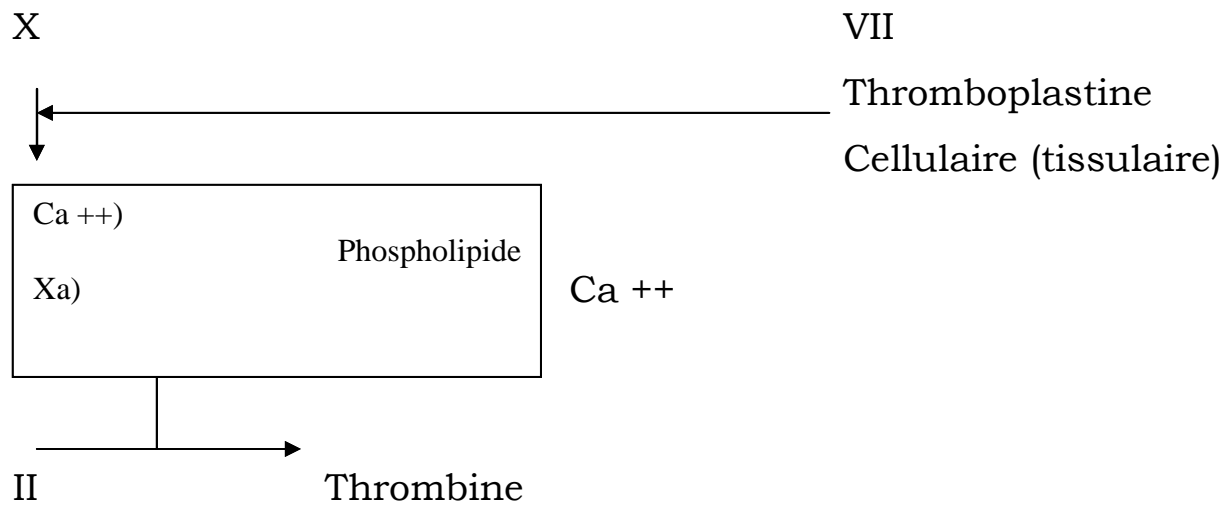 X
VII
Thromboplastine
Cellulaire (tissulaire)
Ca ++)
Phospholipide
Xa)
Ca ++
II
Thrombine